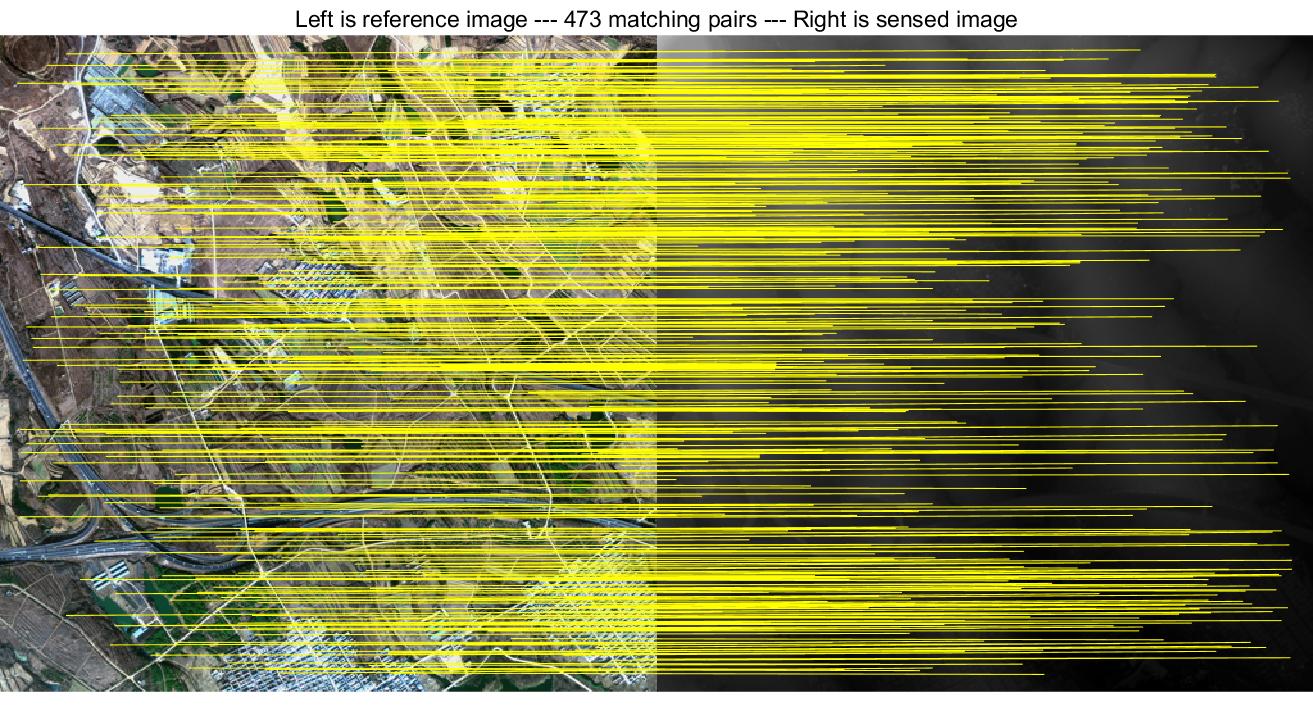 Left is reference image --- 473 matching pairs --- Right is sensed image